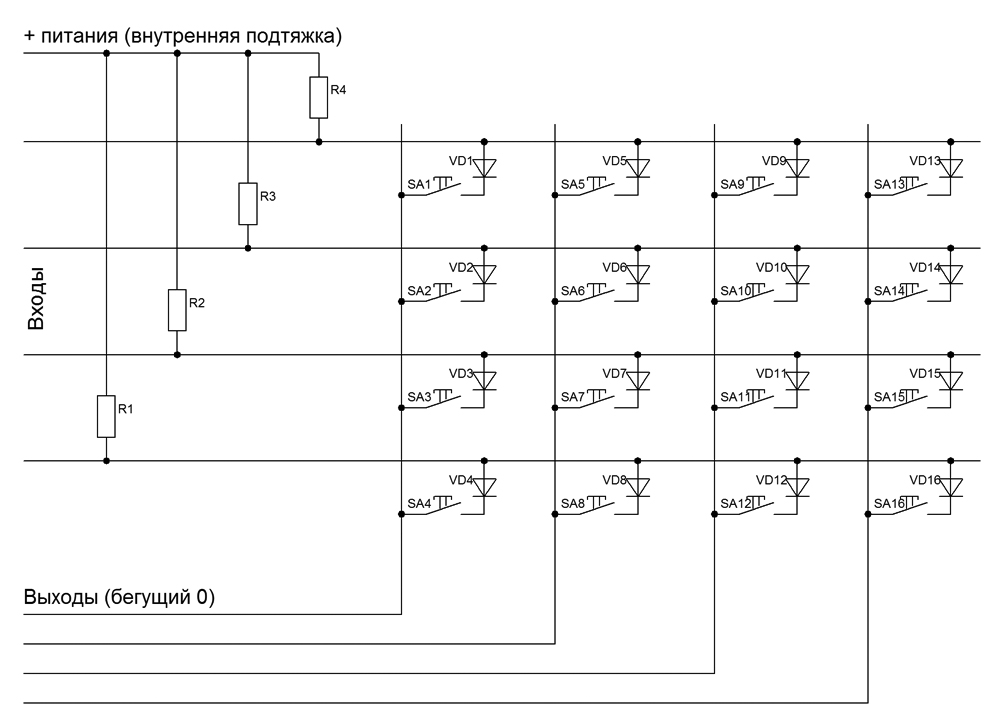 + питания (внутренняя подтяжка)
R4
VD1 VD5 VD9 VD13
SA1 SA5 SA9 SA13
R3
VD2 VD6 VD10 VD14
SA2 SA6 SA10 SA14
Входы
R2
VD3 VD7 VD11 VD15
SA3 SA7 SA11 SA15
R1
VD4 VD8 VD12 VD16
SA4 SA8 SA12 SA16
Выходы (бегущий 0)